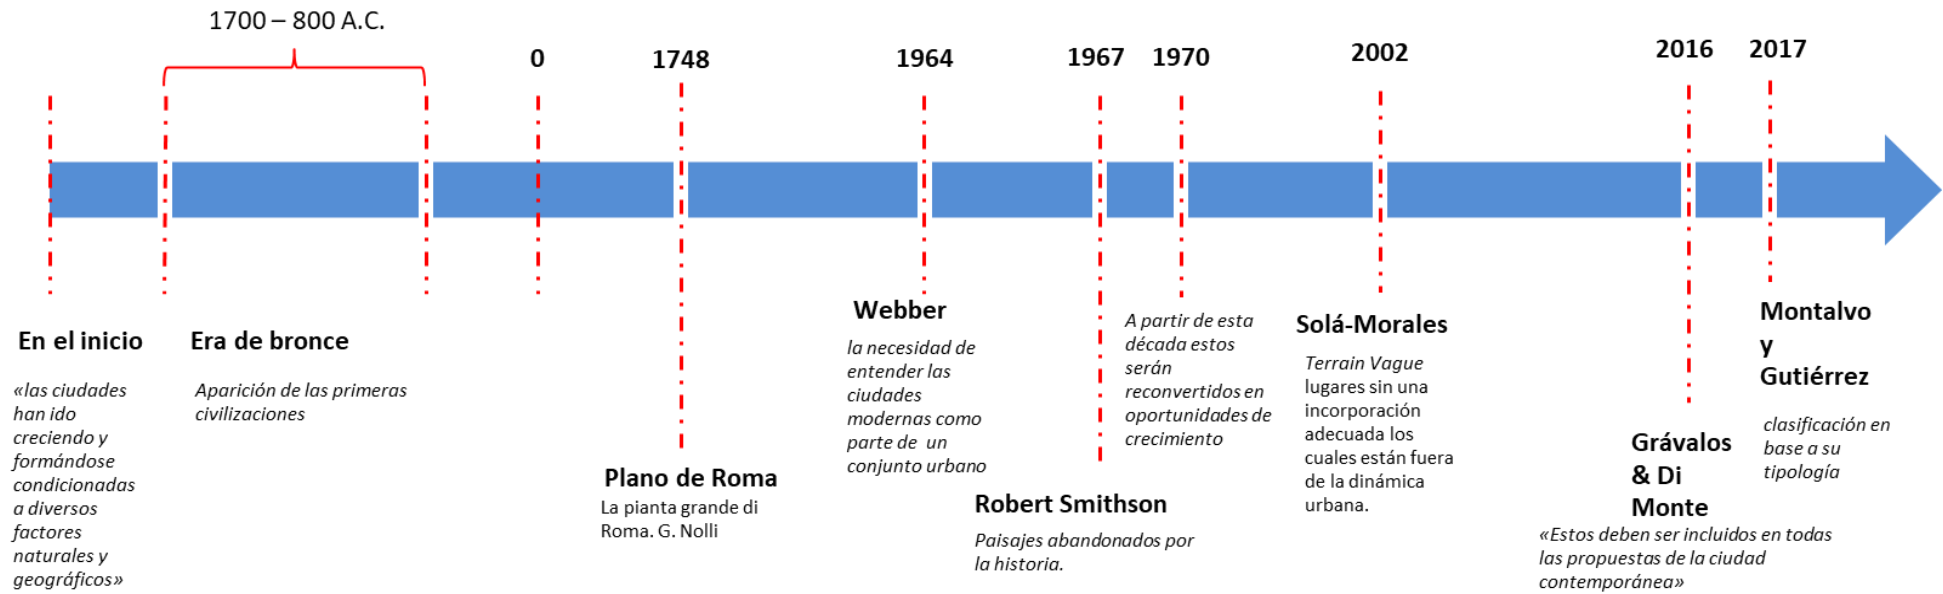 1700 – 800 A.C.
0
1748
1964
1967
1970
2002
2016
2017
En el inicio
«las ciudades
han ido
creciendo y
formándose
condicionadas
a diversos
factores
naturales y
geográficos»
Era de bronce
Aparición de las primeras
civilizaciones
Plano de Roma
La pianta grande di
Roma. G. Nolli
Webber
la necesidad de
entender las
ciudades
modernas como
parte de un
conjunto urbano
Robert Smithson
Paisajes abandonados por
la historia.
A partir de esta
década estos
serán
reconvertidos en
oportunidades de
crecimiento
Solá-Morales
Terrain Vague
lugares sin una
incorporación
adecuada los
cuales están fuera
de la dinámica
urbana.
Grávalos
& Di
Monte
«Estos deben ser incluidos en todas
las propuestas de la ciudad
contemporánea»
Montalvo
y
Gutiérrez
clasificación en
base a su
tipología